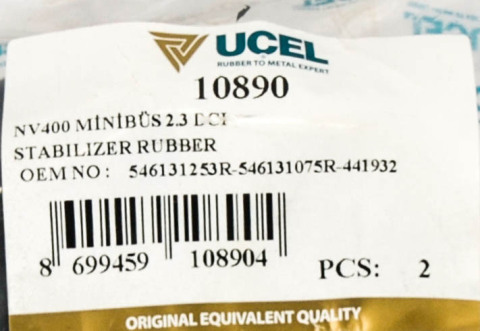 UCEL
RUBBER TO METAL EXPERT
10890
NV400 MİNİBÜS 2.3 DCI
STABILIZER RUBBER
OEM NO : 546131253R-546131075R-441932
8 699459 108904
PCS: 2
ORIGINAL EQUIVALENT QUALITY